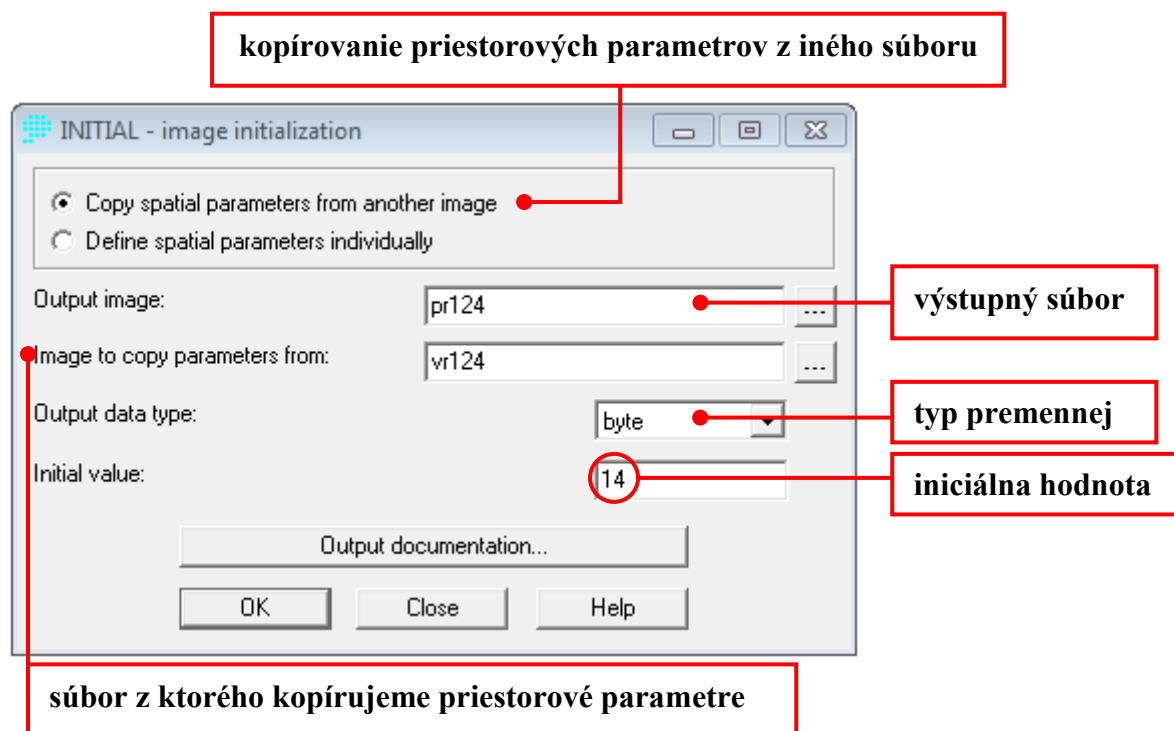 kopírovanie priestorových parametrov z iného súboru
INITIAL - image initialization
Copy spatial parameters from another image
Define spatial parameters individually
Output image:
pr124
...
výstupný súbor
Image to copy parameters from:
vr124
...
Output data type:
byte
typ premennej
Initial value:
14
iniciálna hodnota
Output documentation...
OK
Close
Help
súbor z ktorého kopírujeme priestorové parametre